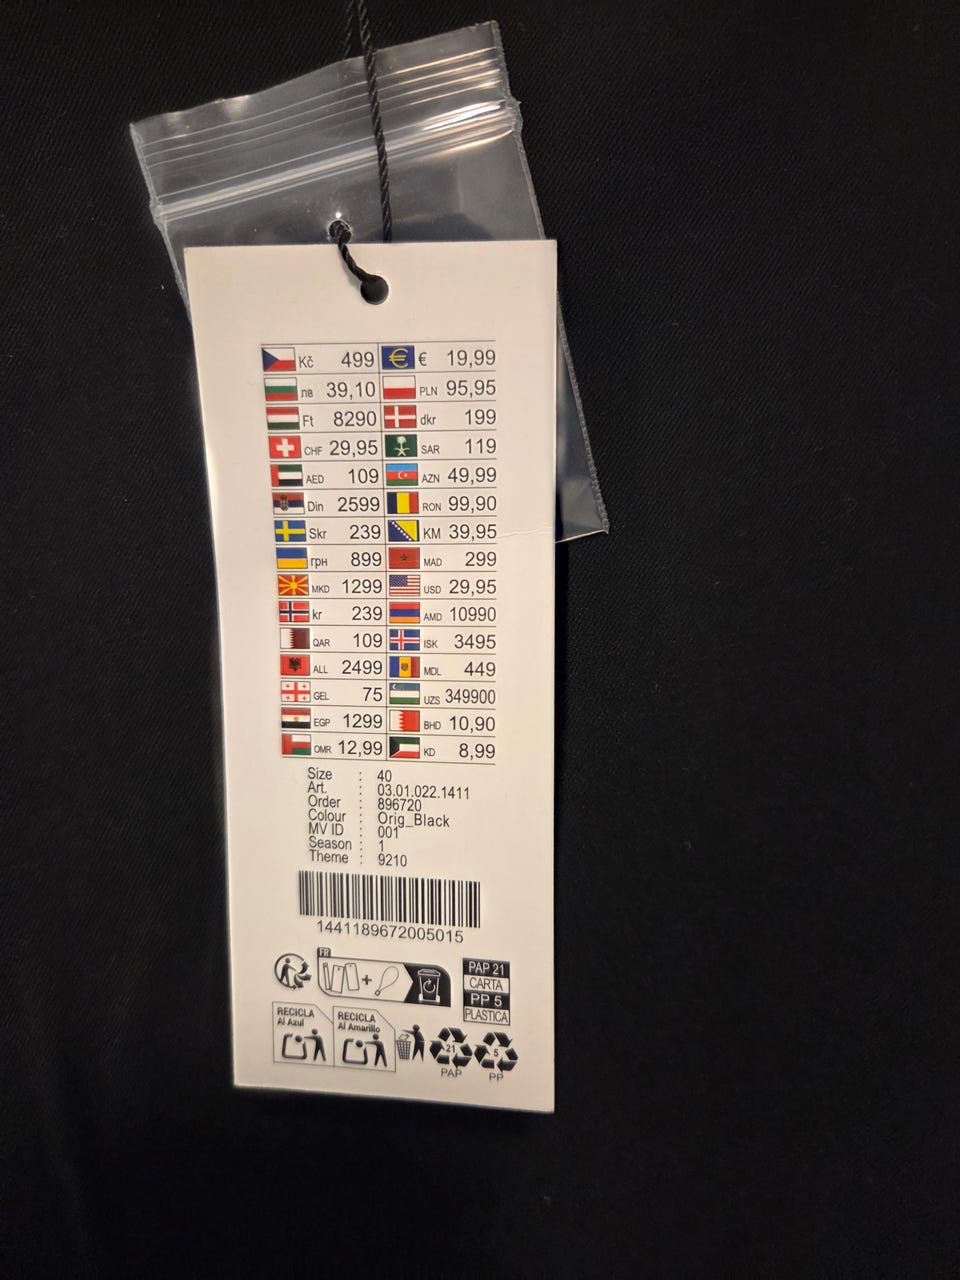 Kč 499 € 19,99
лв 39,10 PLN 95,95
Ft 8290 dkr 199
CHF 29,95 SAR 119
AED 109 AZN 49,99
Din 2599 RON 99,90
Skr 239 KM 39,95
грн 899 MAD 299
MKD 1299 USD 29,95
kr 239 AMD 10990
QAR 109 ISK 3495
ALL 2499 MDL 449
GEL 75 UZS 349900
EGP 1299 BHD 10,90
OMR 12,99 KD 8,99
Size : 40
Art. : 03.01.022.1411
Order : 896720
Colour : Orig_Black
MV ID : 001
Season : 1
Theme : 9210
1441189672005015
FR
+
PAP 21
CARTA
PP 5
PLASTICA
RECICLA
Al Azul
RECICLA
Al Amarillo
21
PAP
5
PP